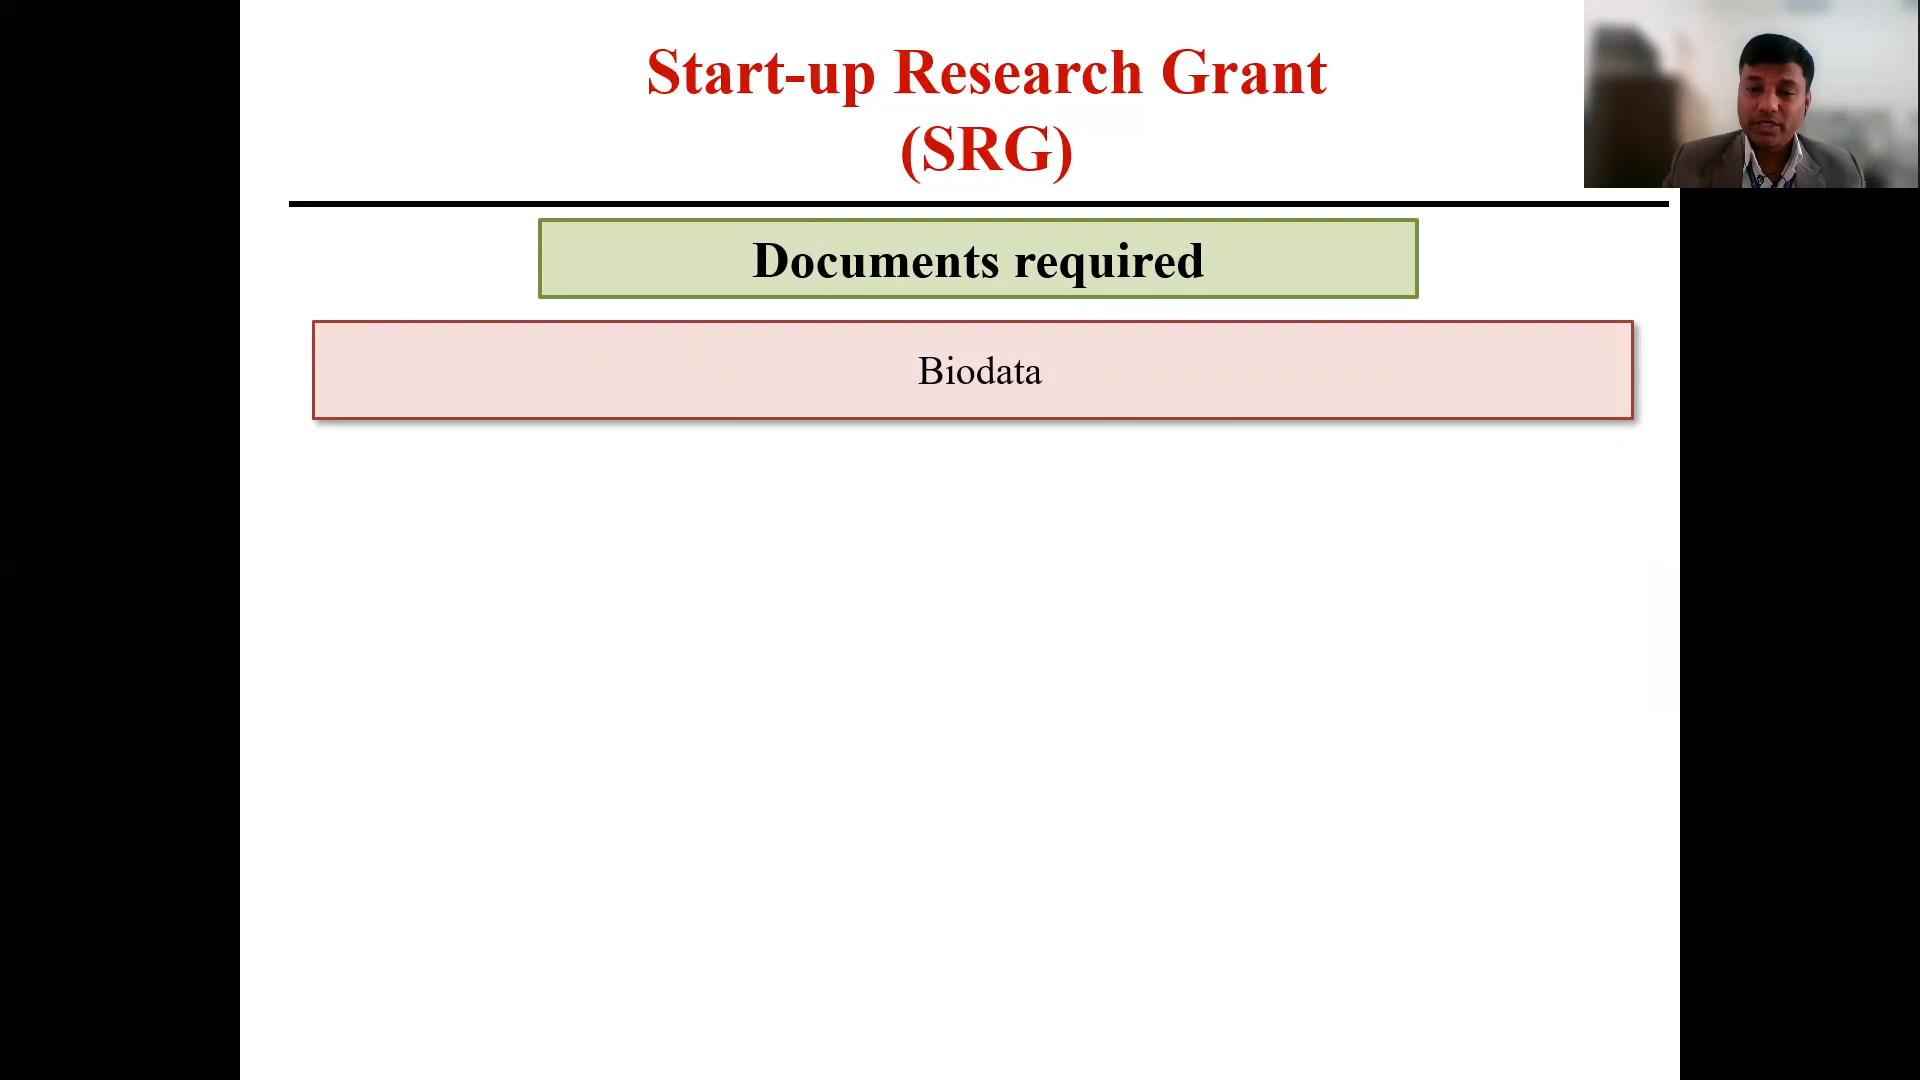 Start-up Research Grant
(SRG)
Documents required
Biodata